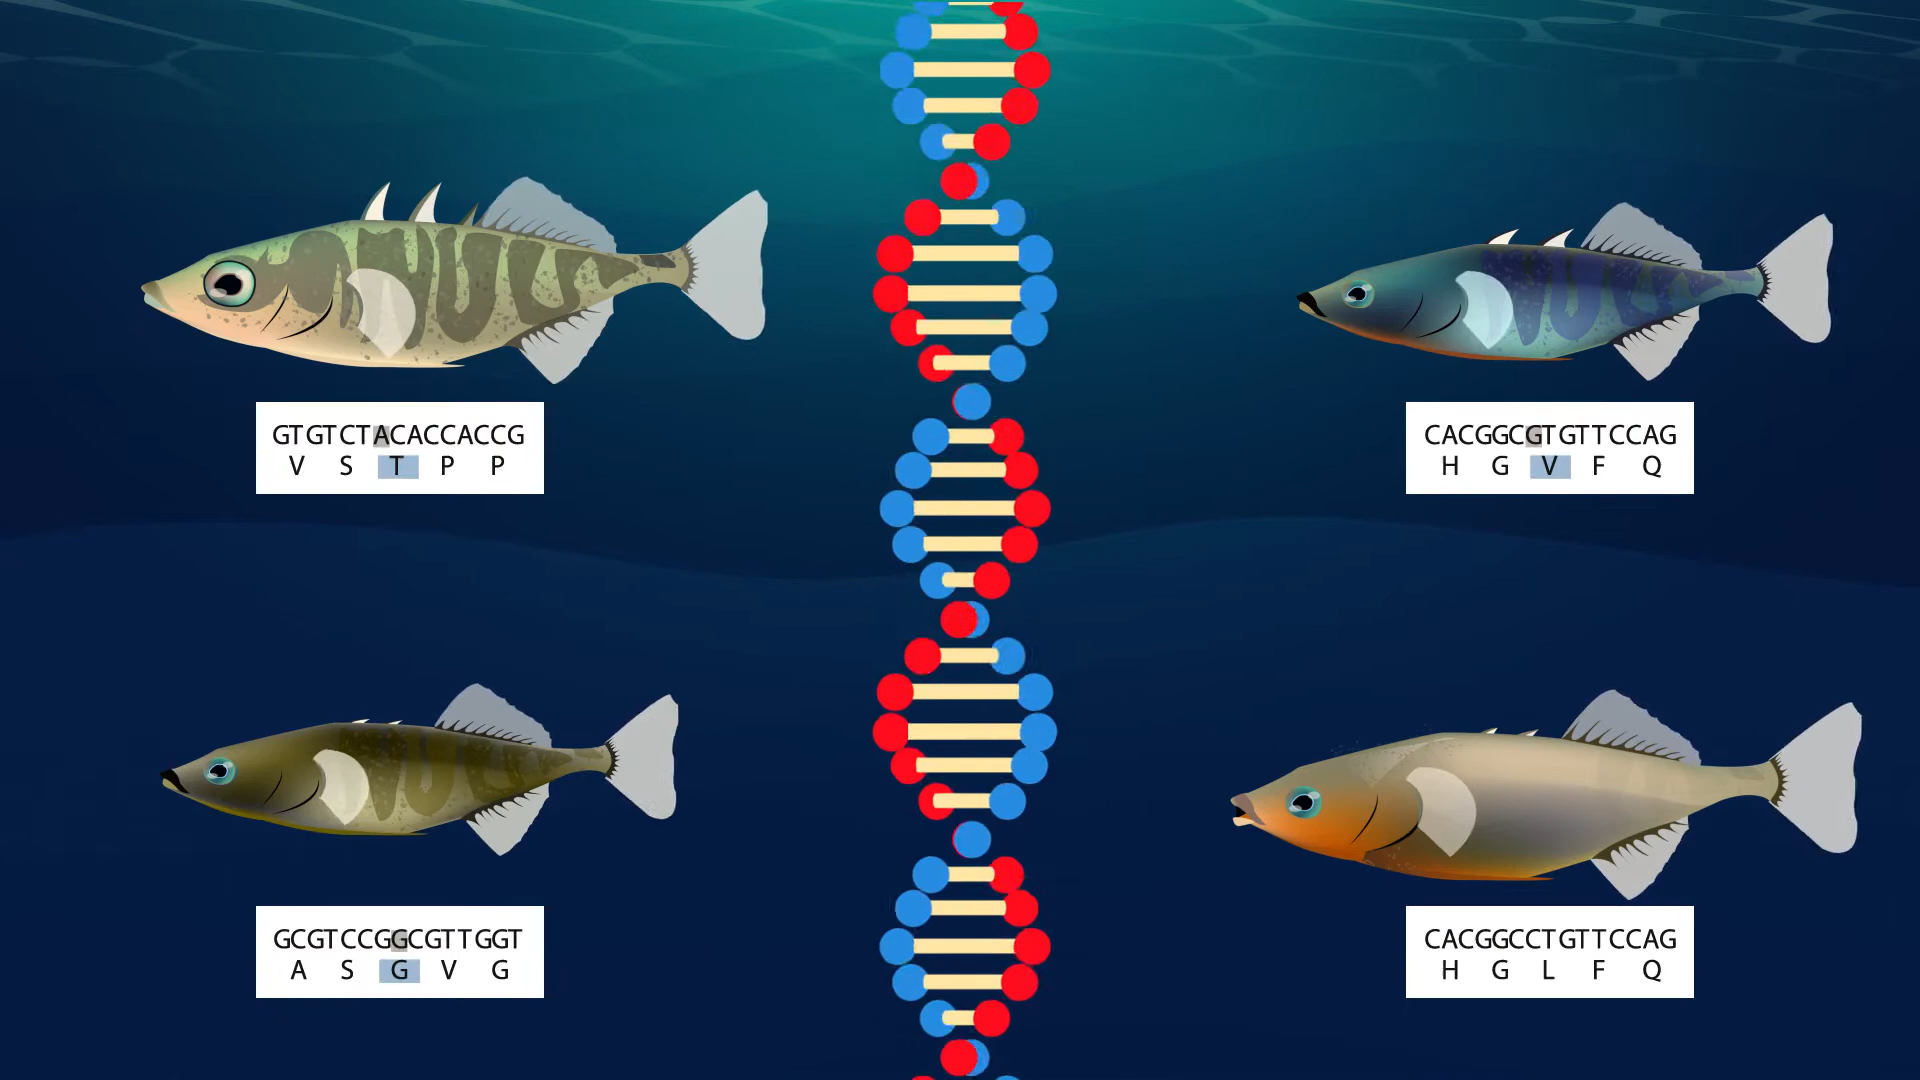 GTGTCTACACCACCG
V S T P P
CACGGCGTGTTCCAG
H G V F Q
GCGTCCGGCGTTGGT
A S G V G
CACGGCCTGTTCCAG
H G L F Q